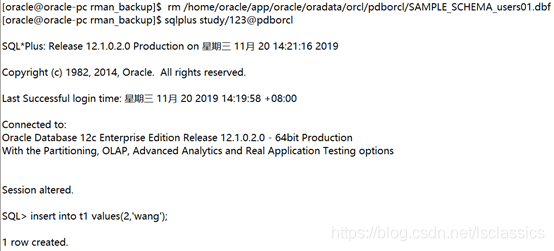 [oracle@oracle-pc rman_backup]$ rm /home/oracle/app/oracle/oradata/orcl/pdborcl/SAMPLE_SCHEMA_users01.dbf
[oracle@oracle-pc rman_backup]$ sqlplus study/123@pdborcl
SQL*Plus: Release 12.1.0.2.0 Production on 星期三 11月 20 14:21:16 2019
Copyright (c) 1982, 2014, Oracle. All rights reserved.
Last Successful login time: 星期三 11月 20 2019 14:19:58 +08:00
Connected to:
Oracle Database 12c Enterprise Edition Release 12.1.0.2.0 - 64bit Production
With the Partitioning, OLAP, Advanced Analytics and Real Application Testing options
Session altered.
SQL> insert into t1 values(2,'wang');
https://blog.csdn.net/lsclassics
1 row created.